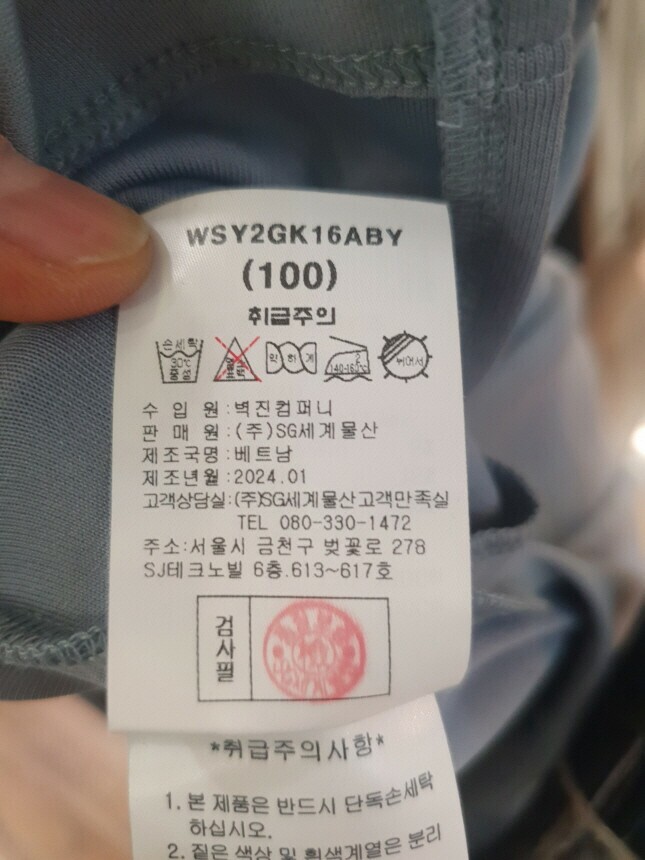 WSY2GK16ABY
(100)
취급주의
손세탁
30℃
중성
약하게
2
140-160℃
뉘어서
수 입 원:벽진컴퍼니
판 매 원:(주)SG세계물산
제조국명:베트남
제조년월:2024.01
고객상담실:(주)SG세계물산고객만족실
TEL 080-330-1472
주소:서울시 금천구 벚꽃로 278
SJ테크노빌 6층.613~617호
검사필
*취급주의사항*
1.본 제품은 반드시 단독손세탁
하십시오.
2.짙은 색상 및 흰색계열은 분리